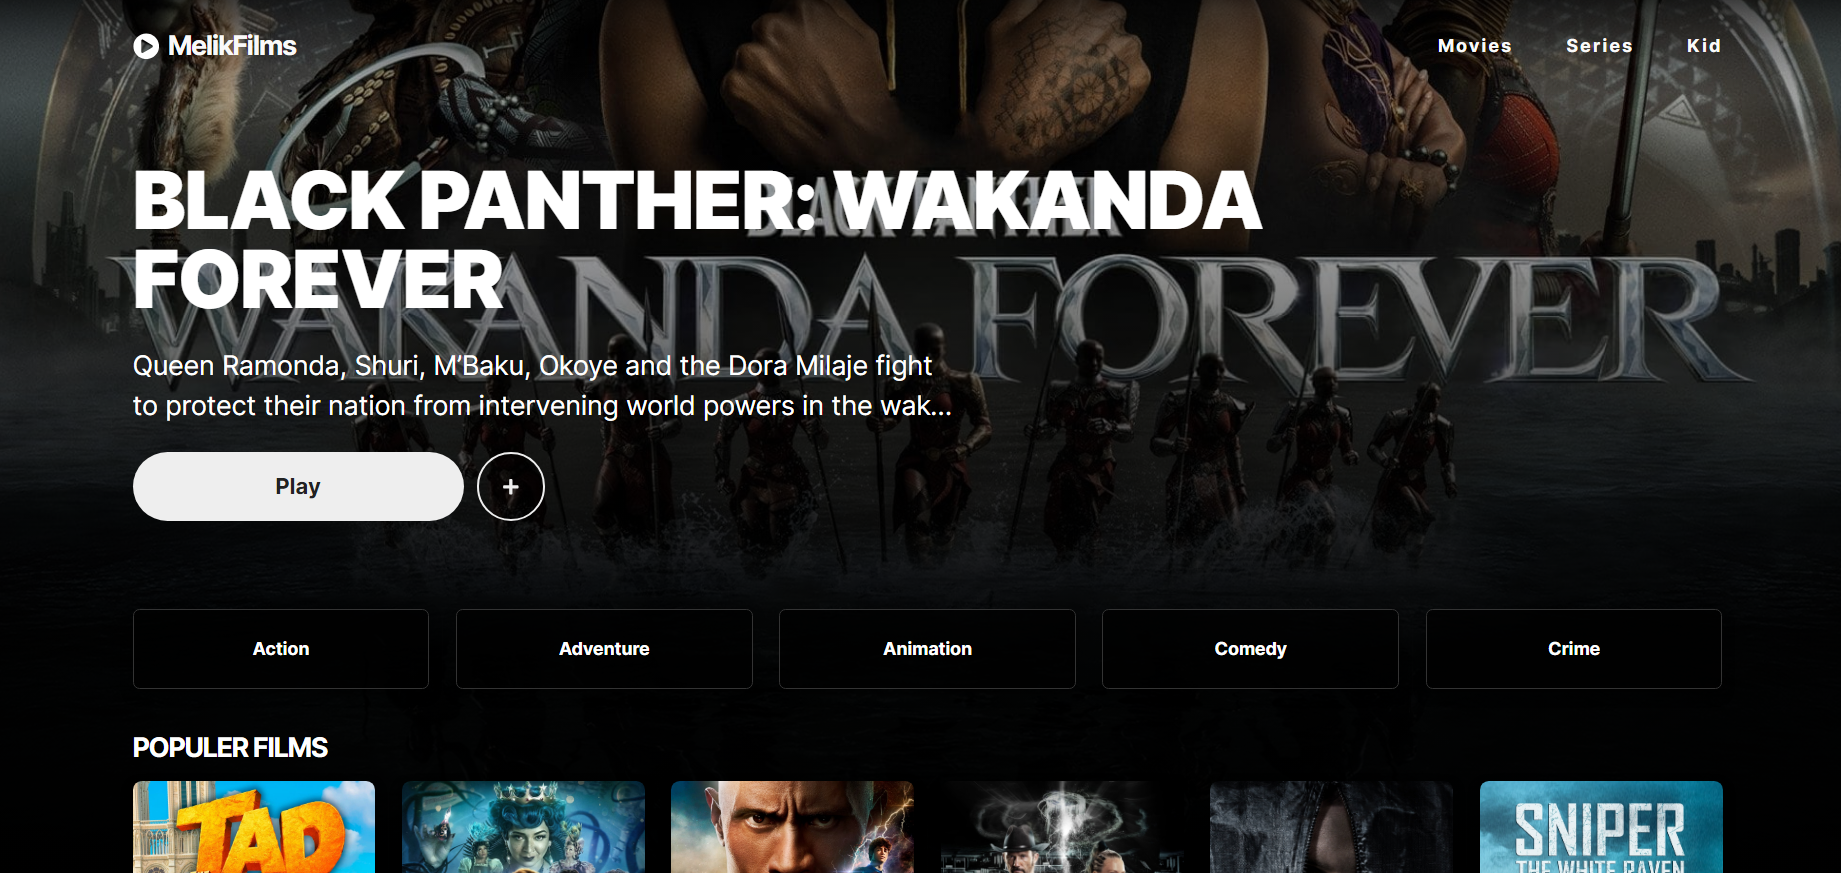 MelikFilms
Movies
Series
Kid
BLACK PANTHER: WAKANDA
FOREVER
BLACK PANTHER
WAKANDA FOREVER
Queen Ramonda, Shuri, M’Baku, Okoye and the Dora Milaje fight
to protect their nation from intervening world powers in the wak...
Play
+
Action
Adventure
Animation
Comedy
Crime
POPULER FILMS
TAD
SNIPER
THE WHITE RAVEN